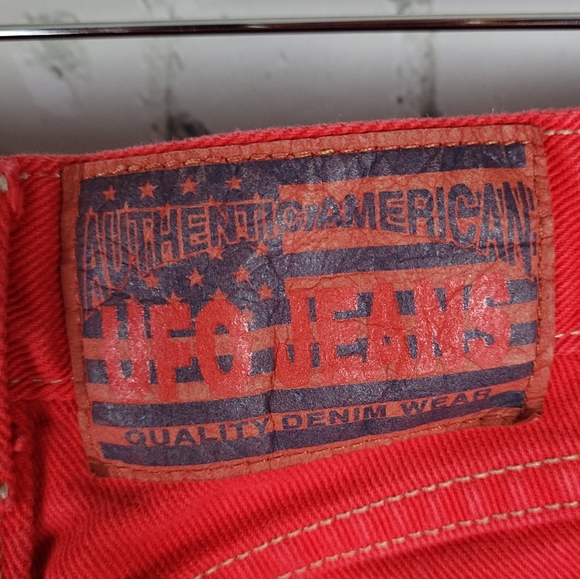 AUTHENTIC AMERICAN
UFO JEANS
QUALITY DENIM WEAR